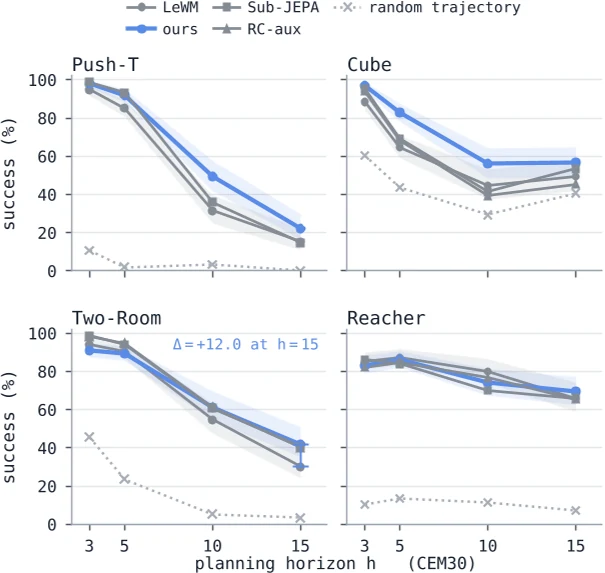 LeWM Sub-JEPA random trajectory
ours RC-aux
Push-T Cube
100
80
60
40
20
0
success (%)
Two-Room Reacher
Δ=+12.0 at h=15
100
80
60
40
20
0
success (%)
3 5 10 15 3 5 10 15
planning horizon h (CEM30)